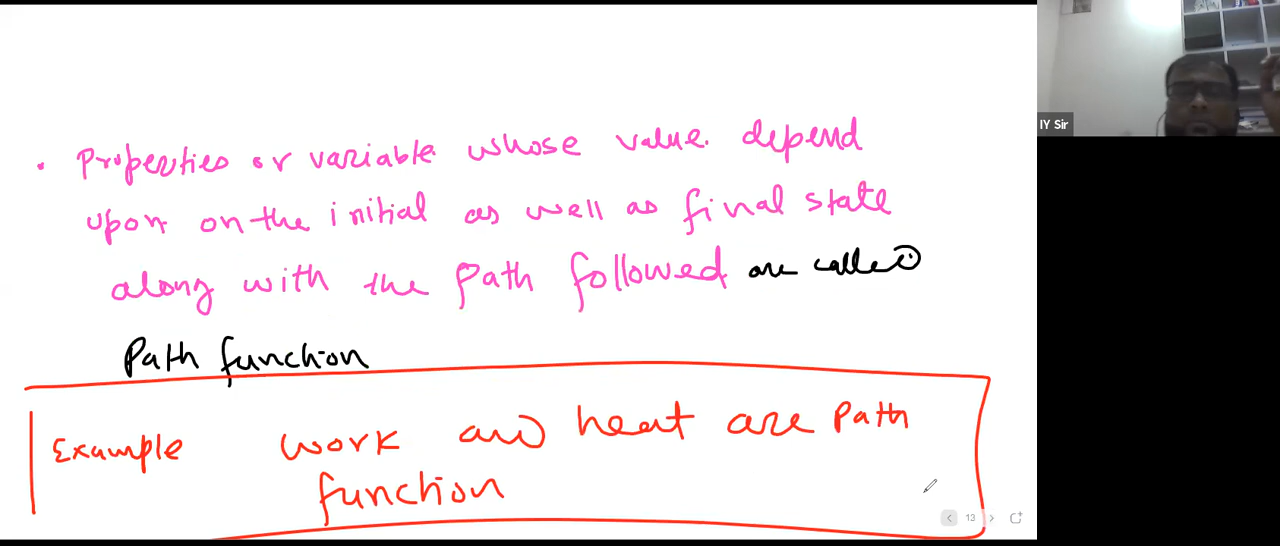 • Properties or variable whose value depend
upon on the initial as well as final state
along with the path followed are called
Path function
Example work and heat are path
function
IY Sir
13